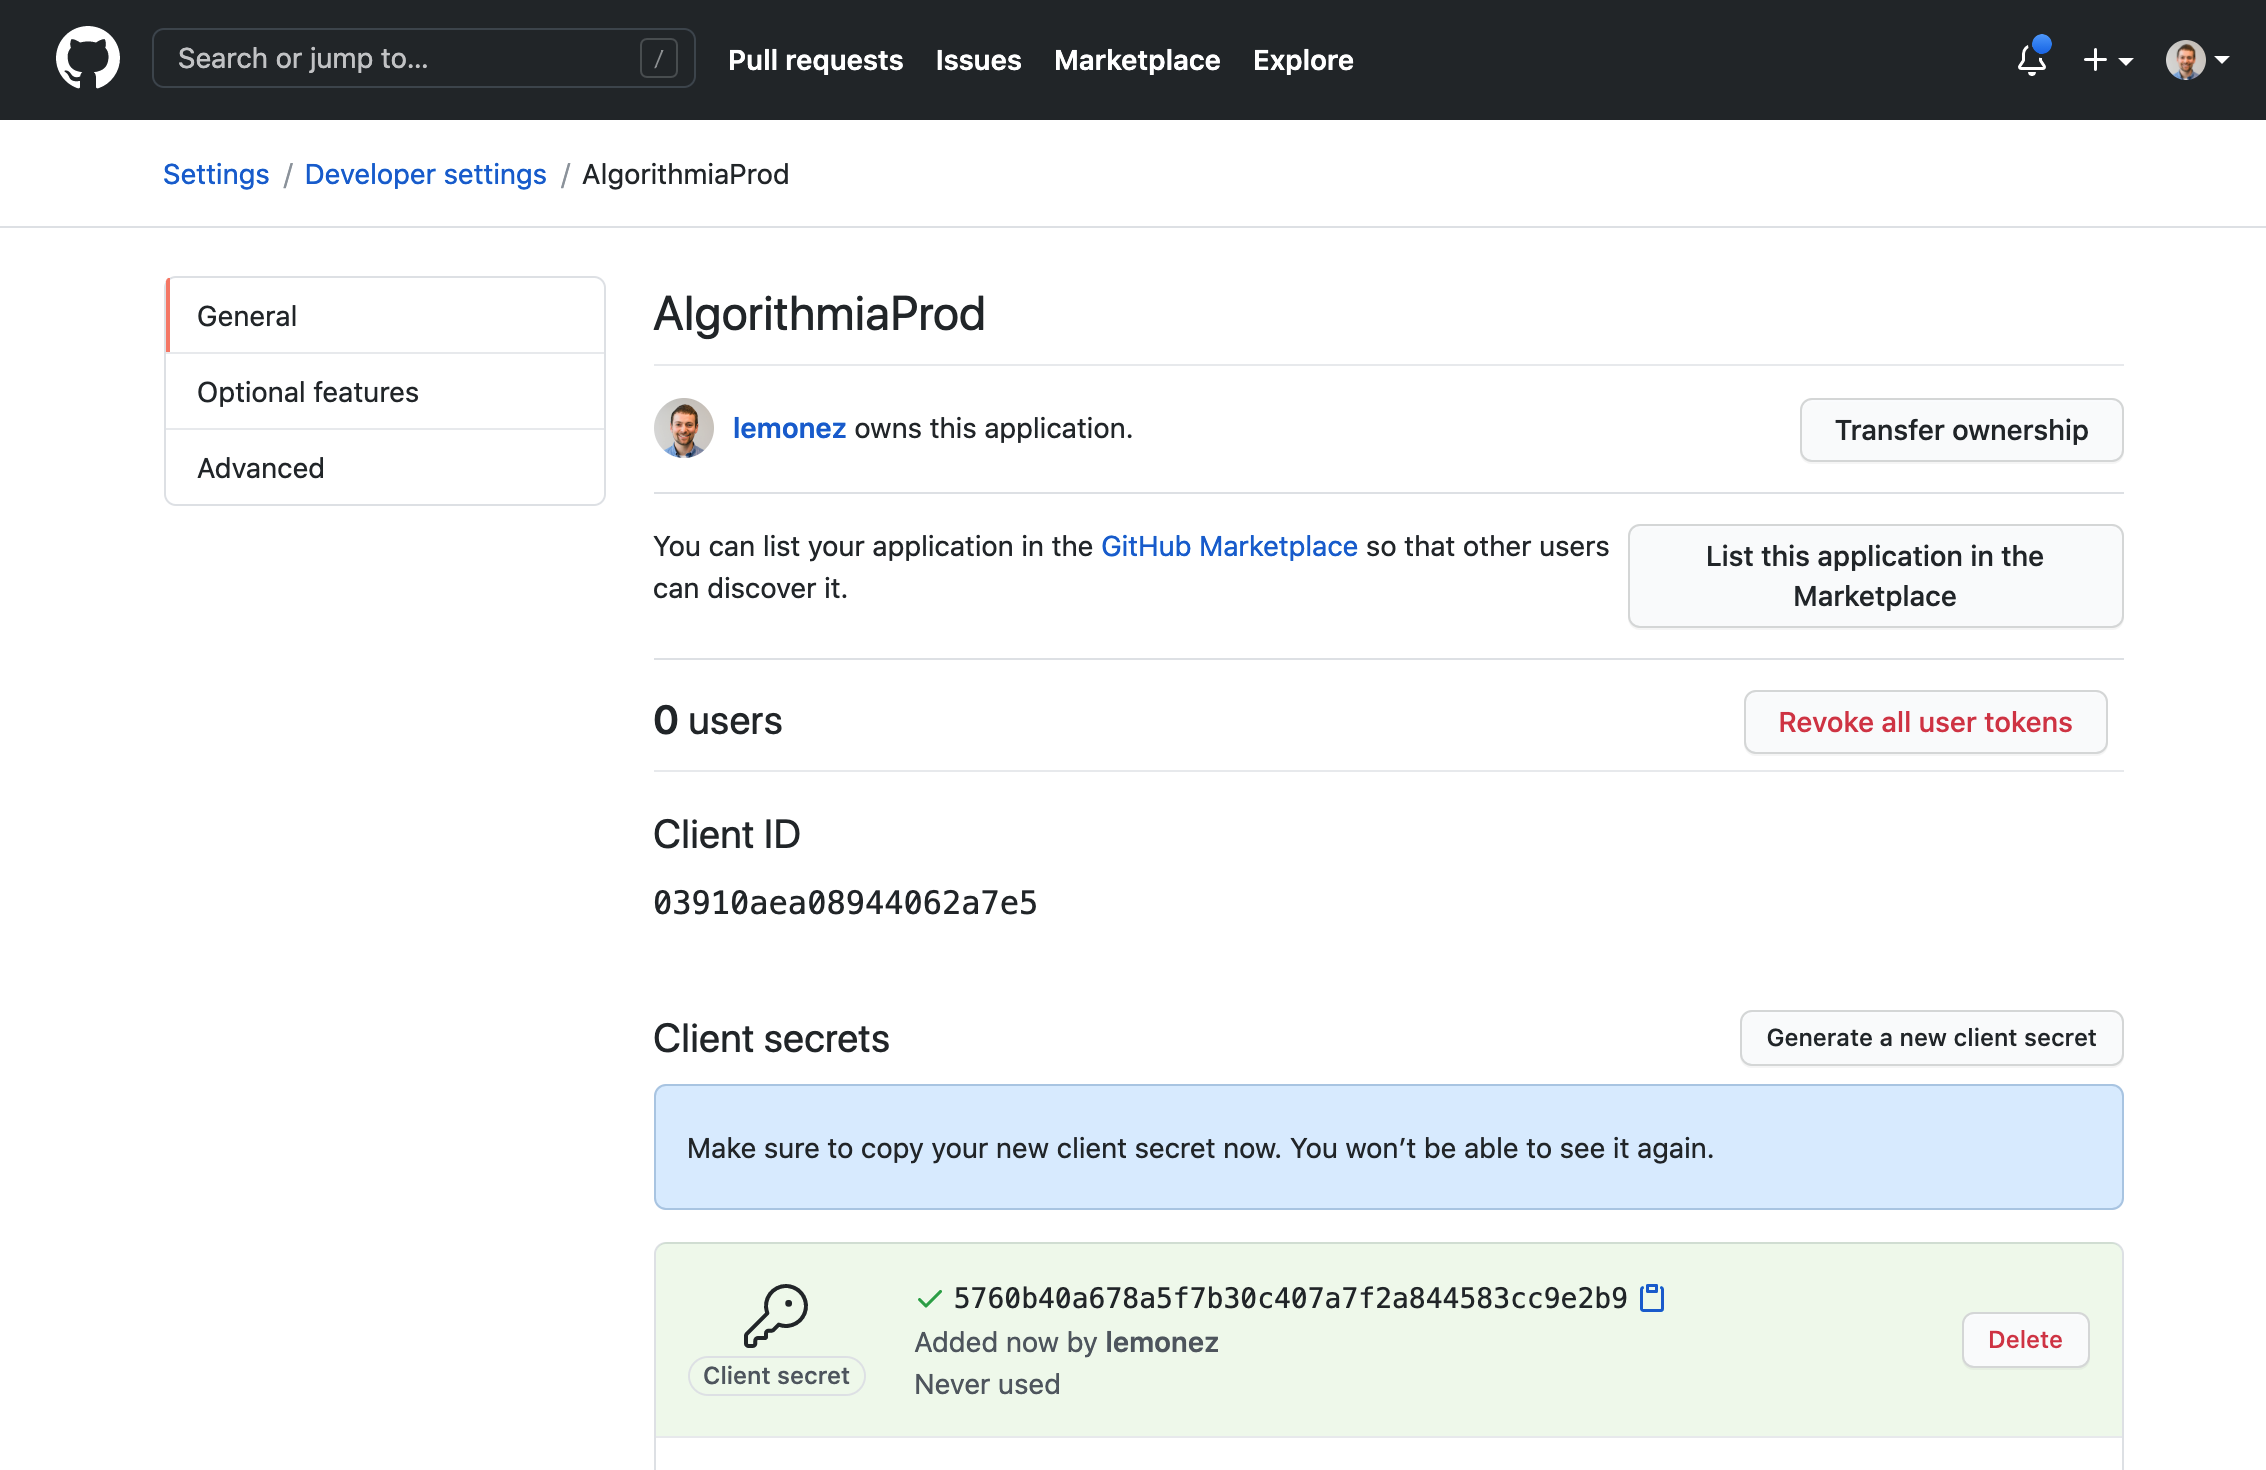 Search or jump to... /
Pull requests Issues Marketplace Explore
Settings / Developer settings / AlgorithmiaProd
General
Optional features
Advanced
AlgorithmiaProd
lemonez owns this application.
Transfer ownership
You can list your application in the GitHub Marketplace so that other users
can discover it.
List this application in the
Marketplace
0 users
Revoke all user tokens
Client ID
03910aea08944062a7e5
Client secrets
Generate a new client secret
Make sure to copy your new client secret now. You won’t be able to see it again.
5760b40a678a5f7b30c407a7f2a844583cc9e2b9
Added now by lemonez
Never used
Client secret
Delete